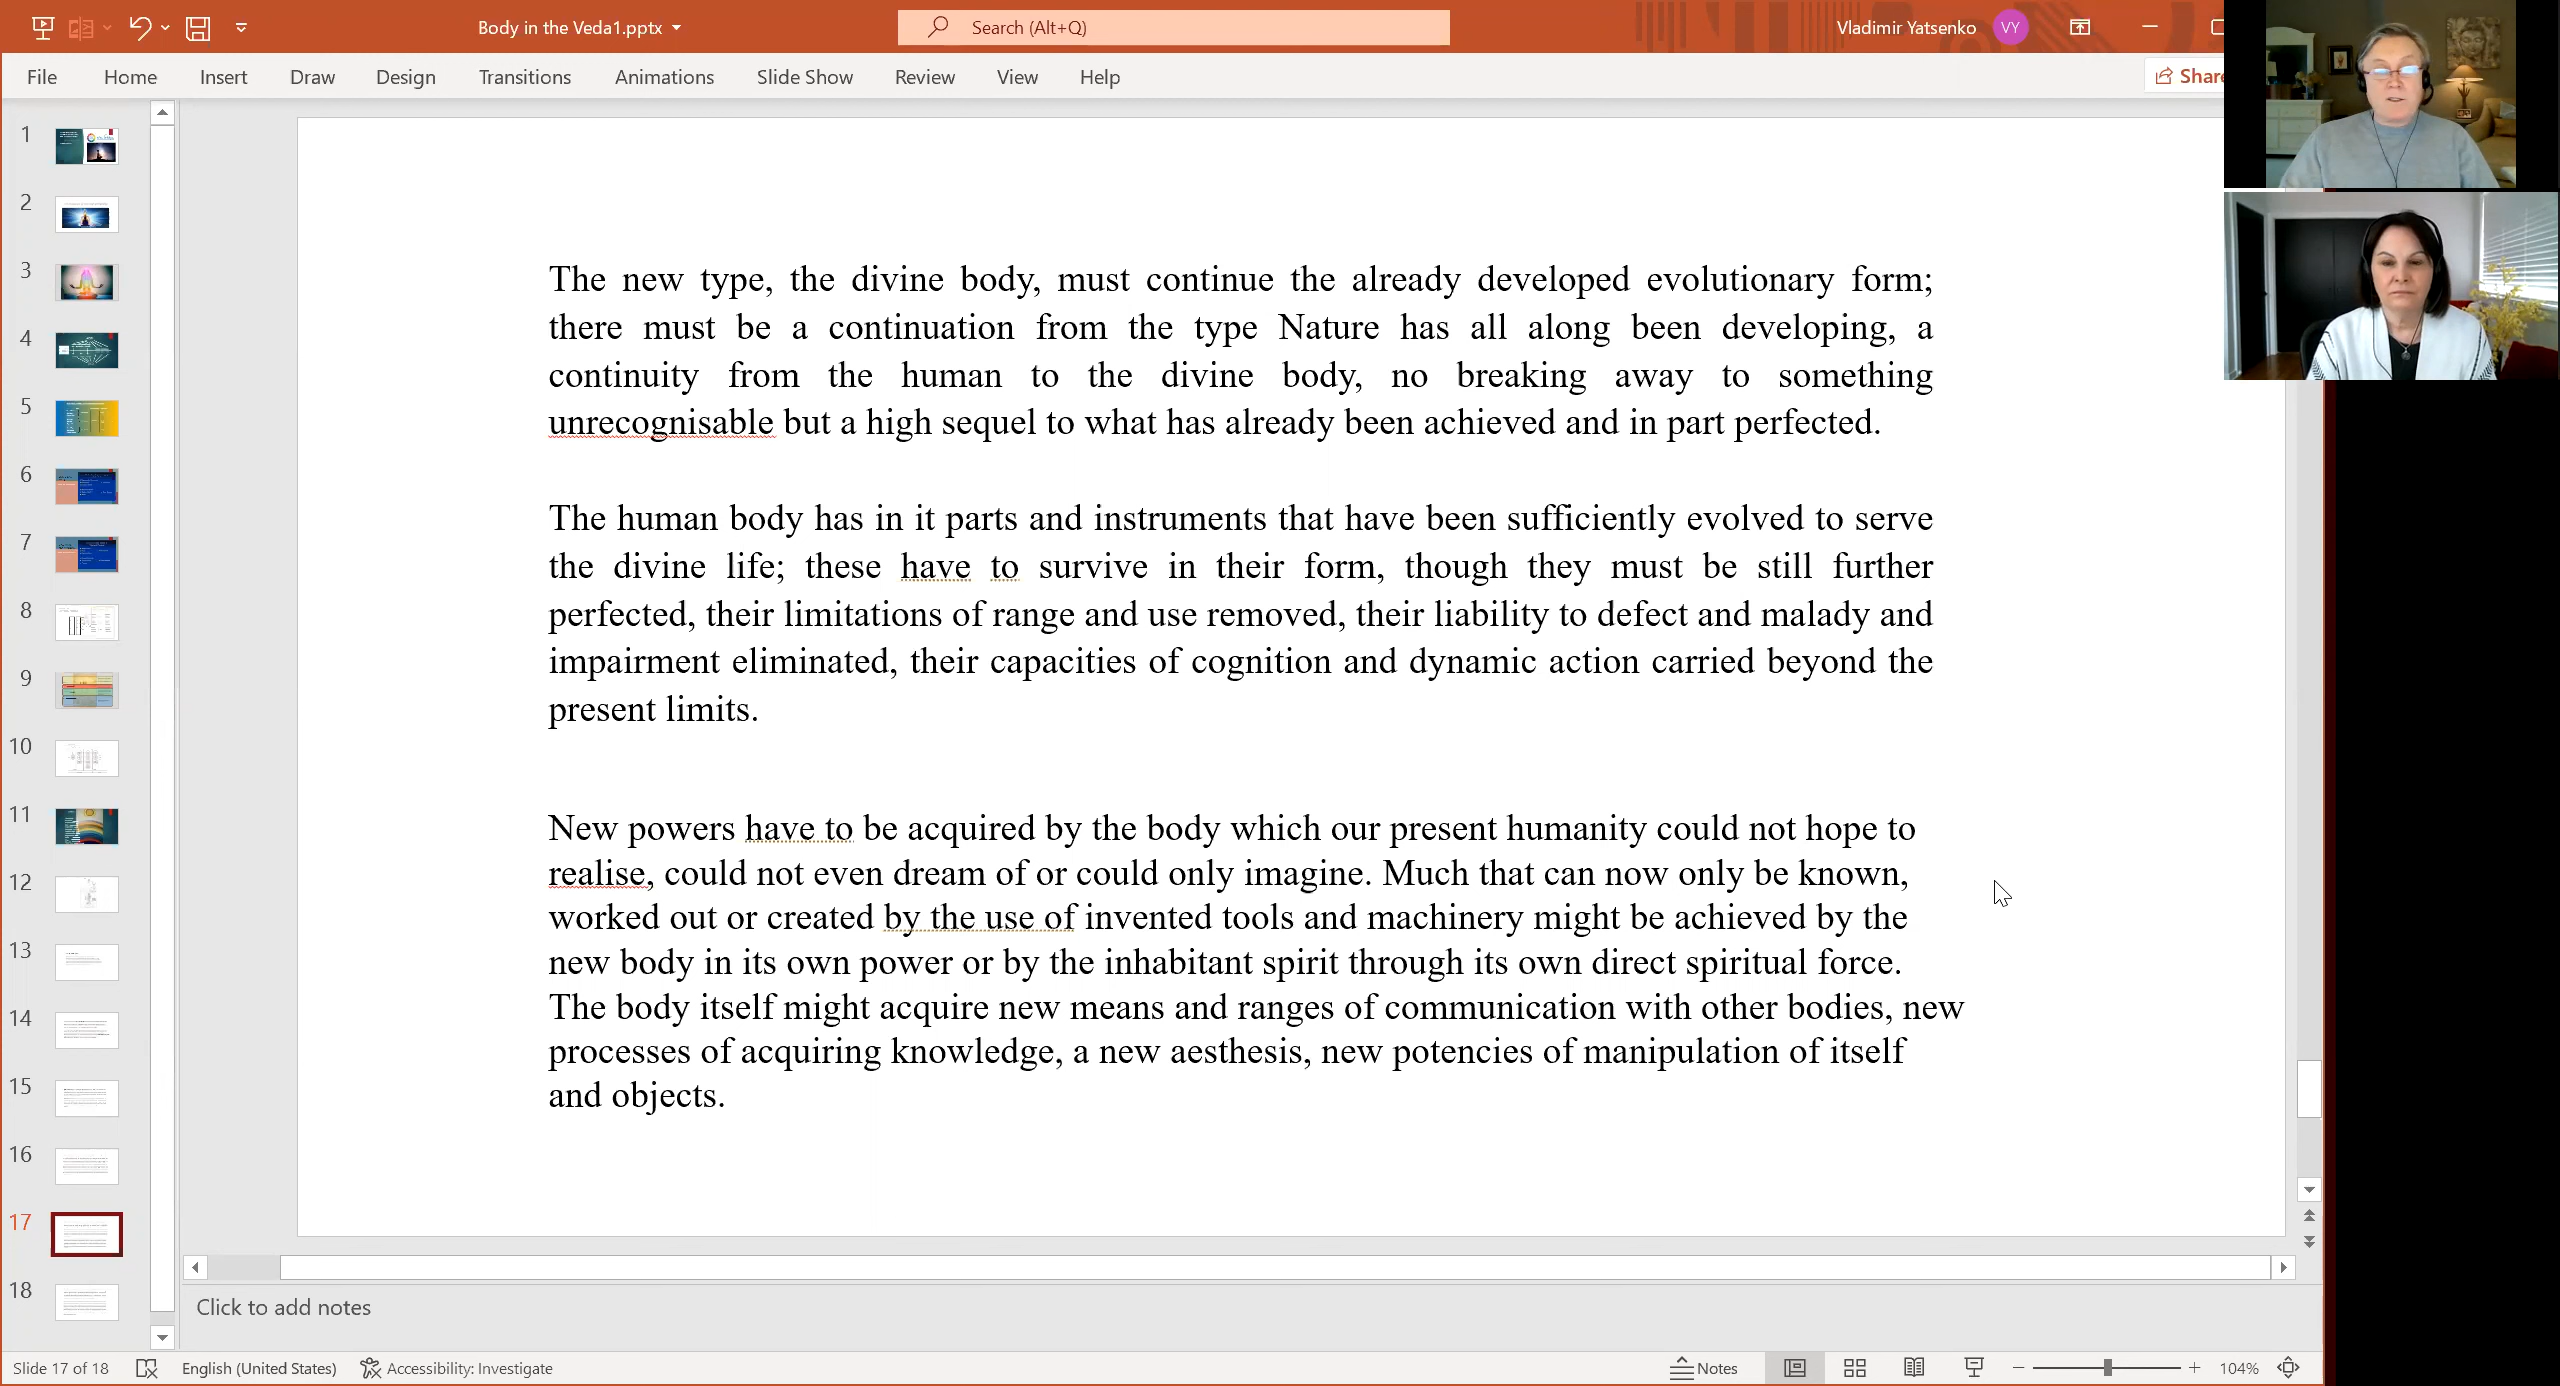 Body in the Veda1.pptx
Search (Alt+Q)
Vladimir Yatsenko
VY
File Home Insert Draw Design Transitions Animations Slide Show Review View Help
Share
1
2
3
4
5
6
7
8
9
10
11
12
13
14
15
16
17
18
The new type, the divine body, must continue the already developed evolutionary form;
there must be a continuation from the type Nature has all along been developing, a
continuity from the human to the divine body, no breaking away to something
unrecognisable but a high sequel to what has already been achieved and in part perfected.
The human body has in it parts and instruments that have been sufficiently evolved to serve
the divine life; these have to survive in their form, though they must be still further
perfected, their limitations of range and use removed, their liability to defect and malady and
impairment eliminated, their capacities of cognition and dynamic action carried beyond the
present limits.
New powers have to be acquired by the body which our present humanity could not hope to
realise, could not even dream of or could only imagine. Much that can now only be known,
worked out or created by the use of invented tools and machinery might be achieved by the
new body in its own power or by the inhabitant spirit through its own direct spiritual force.
The body itself might acquire new means and ranges of communication with other bodies, new
processes of acquiring knowledge, a new aesthesis, new potencies of manipulation of itself
and objects.
Click to add notes
Slide 17 of 18
English (United States)
Accessibility: Investigate
Notes
104%